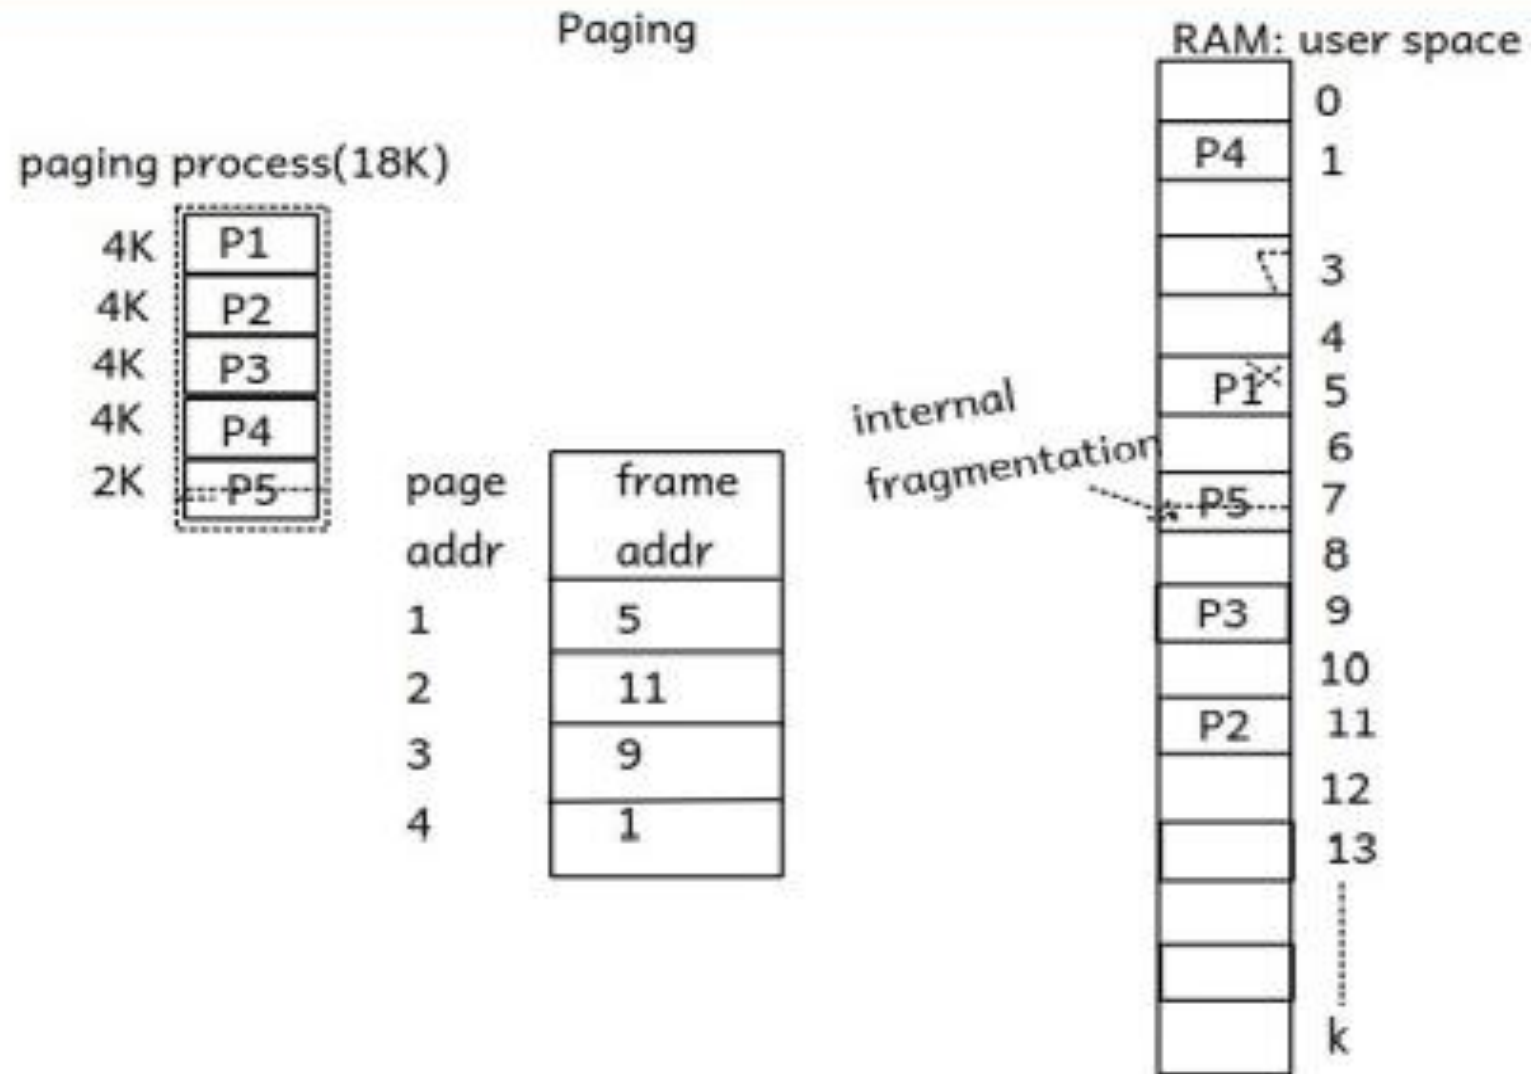 Paging
RAM: user space
paging process(18K)
4K P1
4K P2
4K P3
4K P4
2K P5
page frame
addr addr
1 5
2 11
3 9
4 1
internal
fragmentation
0
P4 1
3
4
P1 5
6
P5 7
8
P3 9
10
P2 11
12
13
k